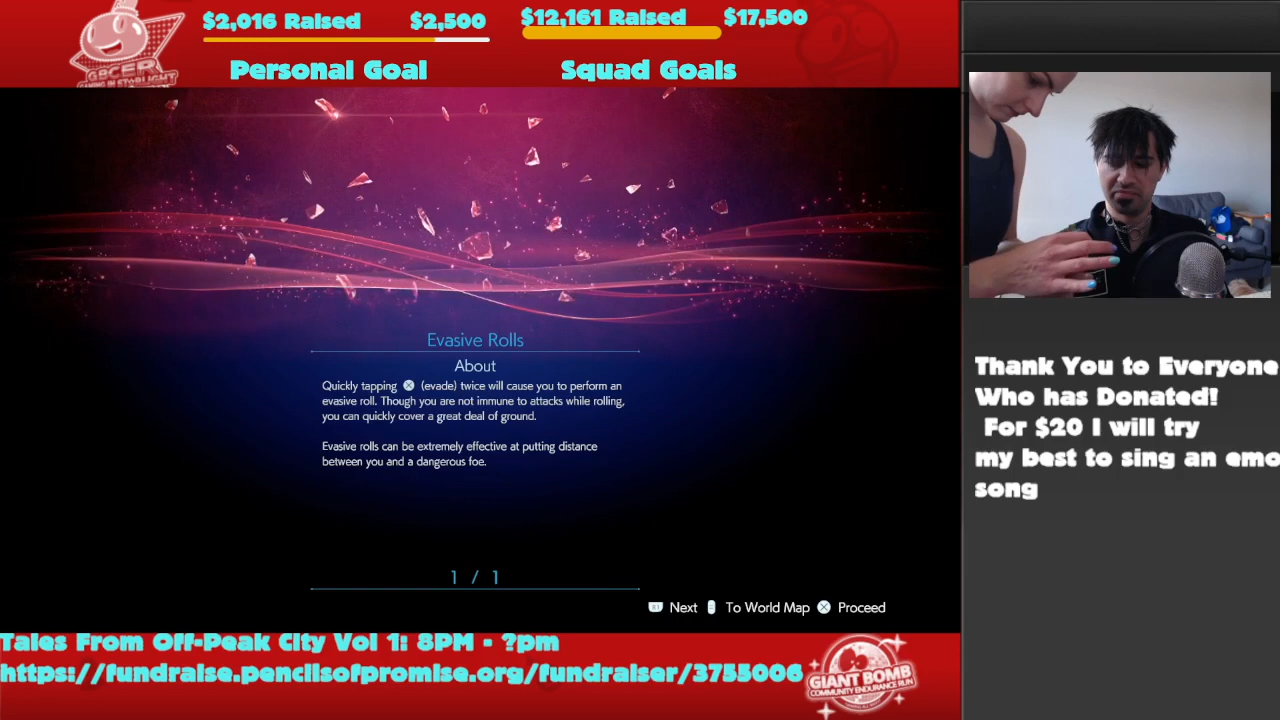 $2,016 Raised
$2,500
$12,161 Raised
$17,500
GBCER
GAMING IN STARLIGHT
Personal Goal
Squad Goals
Evasive Rolls
About
Quickly tapping ⊗ (evade) twice will cause you to perform an
evasive roll. Though you are not immune to attacks while rolling,
you can quickly cover a great deal of ground.
Evasive rolls can be extremely effective at putting distance
between you and a dangerous foe.
1 / 1
Next
To World Map
Proceed
Thank You to Everyone
Who has Donated!
For $20 I will try
my best to sing an emo
song
Tales From Off-Peak City Vol 1: 8PM - ?pm
https://fundraise.pencilsofpromise.org/fundraiser/3755006
GIANT BOMB
COMMUNITY ENDURANCE RUN